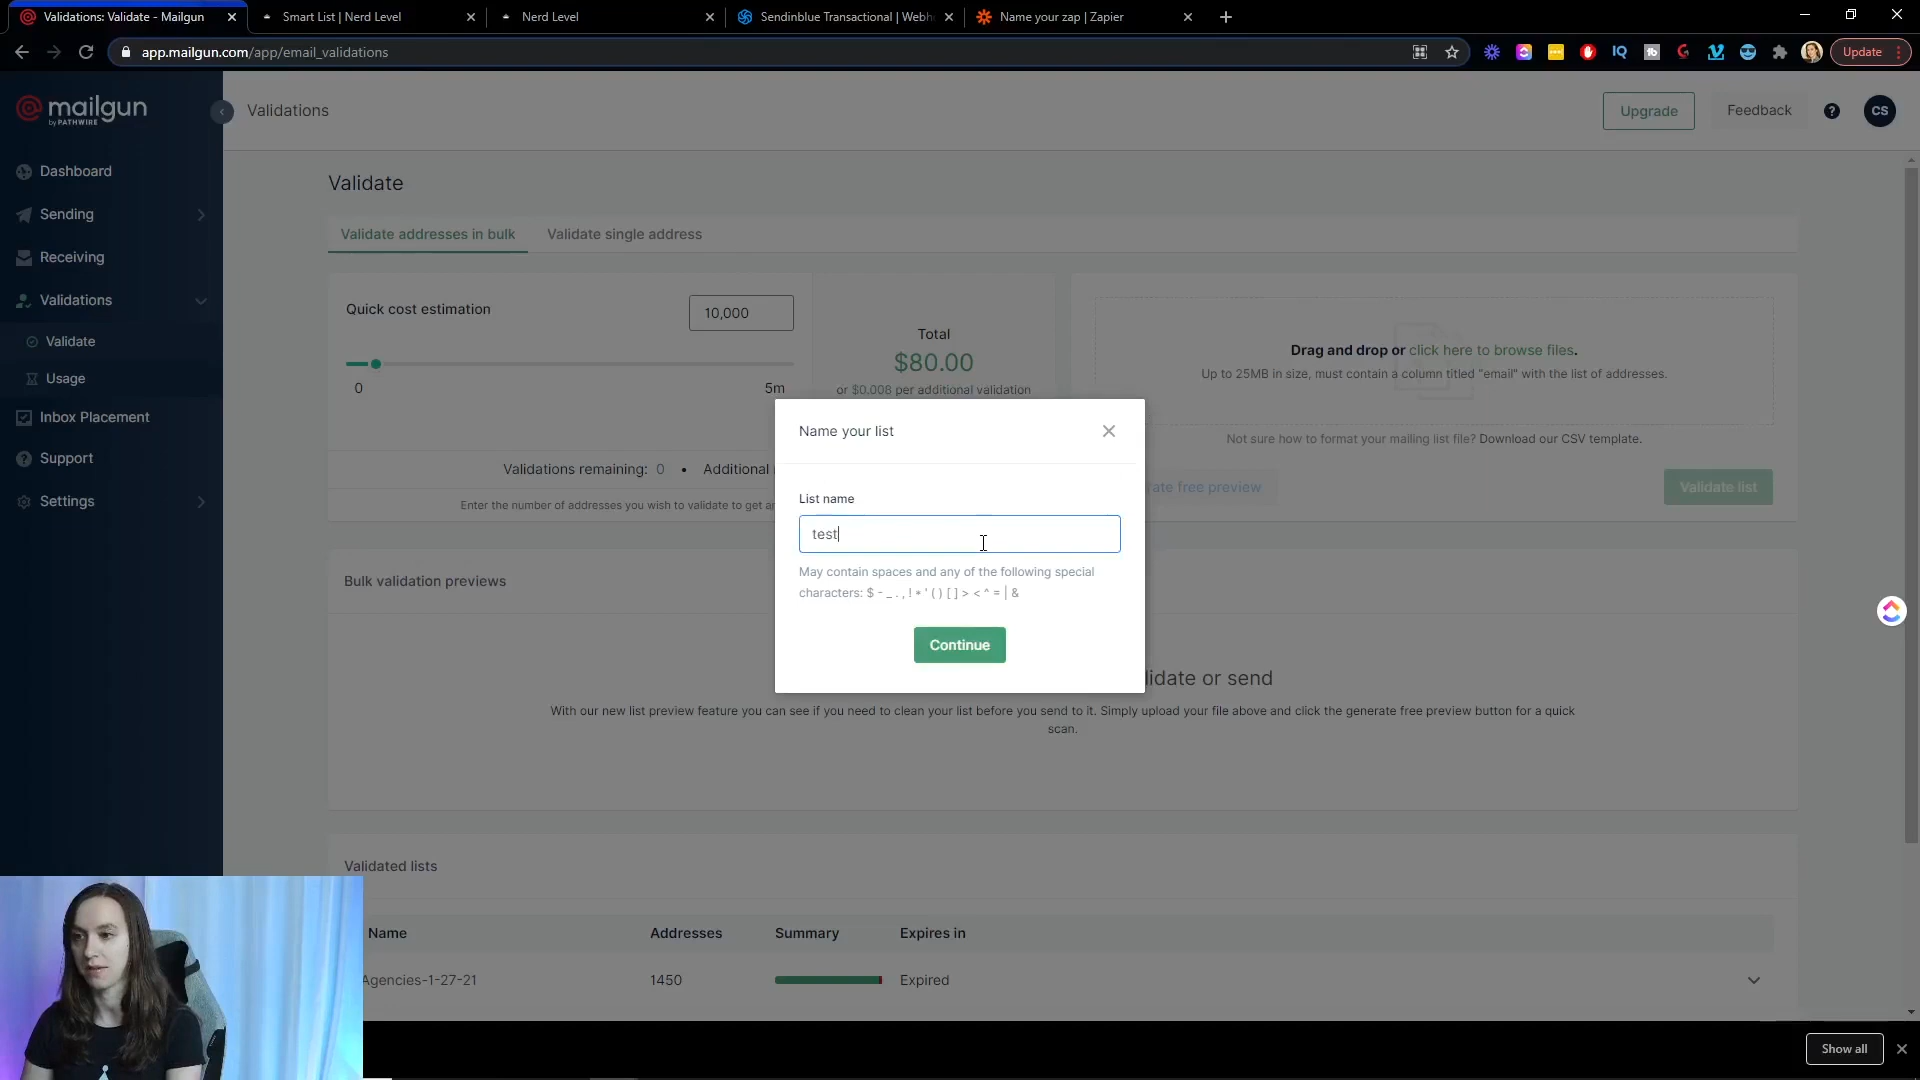 Validations: Validate - Mailgun
Smart List | Nerd Level
Nerd Level
Sendinblue Transactional | Webh
Name your zap | Zapier
app.mailgun.com/app/email_validations
Update
mailgun
by PATHWIRE
Validations
Upgrade
Feedback
CS
Dashboard
Sending
Receiving
Validations
Validate
Usage
Inbox Placement
Support
Settings
Validate
Validate addresses in bulk
Validate single address
Quick cost estimation
10,000
0
5m
Total
$80.00
or $0.008 per additional validation
Drag and drop or click here to browse files.
Up to 25MB in size, must contain a column titled "email" with the list of addresses.
Not sure how to format your mailing list file? Download our CSV template.
Validations remaining: 0 • Additional
Enter the number of addresses you wish to validate to get an
ate free preview
Validate list
Name your list
List name
test
May contain spaces and any of the following special
characters: $ - _ . , ! * ' ( ) [ ] > < ^ = | &
Continue
Bulk validation previews
lidate or send
With our new list preview feature you can see if you need to clean your list before you send to it. Simply upload your file above and click the generate free preview button for a quick
scan.
Validated lists
Name
Addresses
Summary
Expires in
Agencies-1-27-21
1450
Expired
Show all